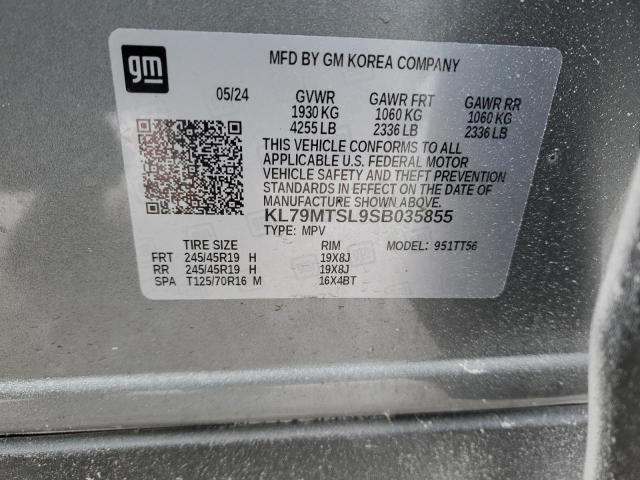 gm
MFD BY GM KOREA COMPANY
05/24 GVWR GAWR FRT GAWR RR
1930 KG 1060 KG 1060 KG
4255 LB 2336 LB 2336 LB
THIS VEHICLE CONFORMS TO ALL
APPLICABLE U.S. FEDERAL MOTOR
VEHICLE SAFETY AND THEFT PREVENTION
STANDARDS IN EFFECT ON THE DATE OF
MANUFACTURE SHOWN ABOVE.
KL79MTSL9SB035855
TYPE: MPV
TIRE SIZE RIM MODEL: 951TT56
FRT 245/45R19 H 19X8J
RR 245/45R19 H 19X8J
SPA T125/70R16 M 16X4BT